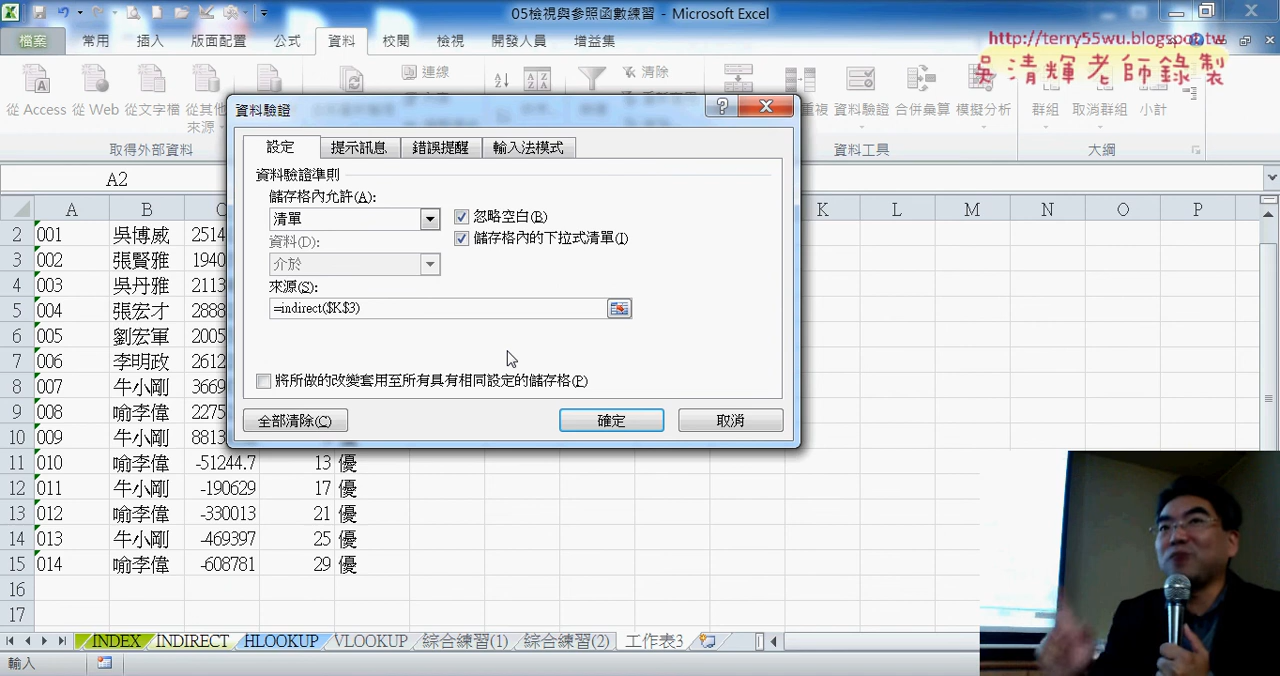 05檢視與參照函數練習 - Microsoft Excel
檔案 常用 插入 版面配置 公式 資料 校閱 檢視 開發人員 增益集
http://terry55wu.blogspot.tw
吳清輝老師錄製
從 Access 從 Web 從文字檔 從其他來源
連線 清除
重複 資料驗證 合併彙算 模擬分析 群組 取消群組 小計
取得外部資料 資料工具 大綱
A2
資料驗證
設定 提示訊息 錯誤提醒 輸入法模式
資料驗證準則
儲存格內允許(A):
清單 忽略空白(B)
資料(D): 儲存格內的下拉式清單(I)
介於
來源(S):
=indirect($K$3)
將所做的改變套用至所有具有相同設定的儲存格(P)
全部清除(C) 確定 取消
A B C K L M N O P
2 001 吳博威 2514
3 002 張賢雅 1940
4 003 吳丹雅 2113
5 004 張宏才 2888
6 005 劉宏軍 2005
7 006 李明政 2612
8 007 牛小剛 3669
9 008 喻李偉 2275
10 009 牛小剛 8813
11 010 喻李偉 -51244.7 13 優
12 011 牛小剛 -190629 17 優
13 012 喻李偉 -330013 21 優
14 013 牛小剛 -469397 25 優
15 014 喻李偉 -608781 29 優
16
17
INDEX INDIRECT HLOOKUP VLOOKUP 綜合練習(1) 綜合練習(2) 工作表3
輸入